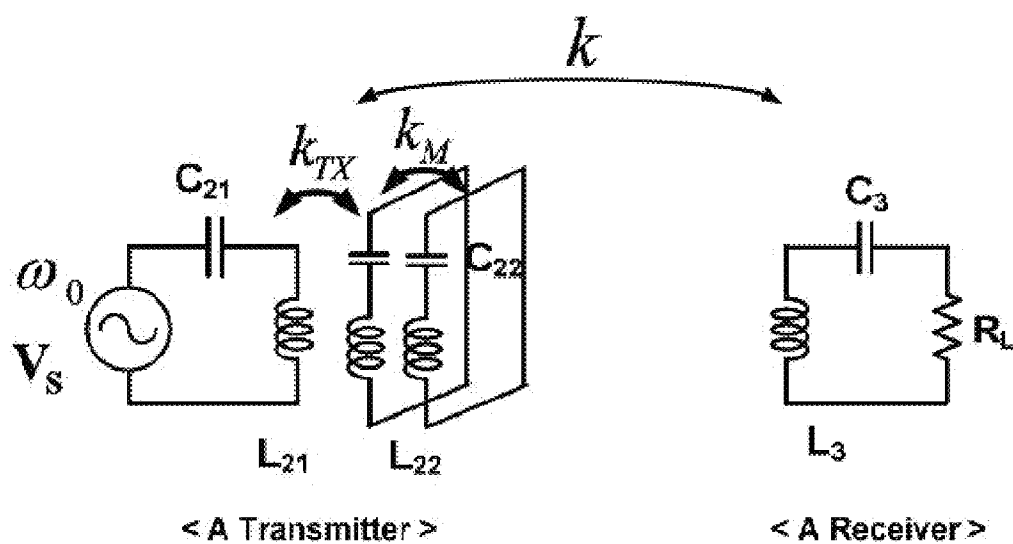 k
k_TX
k_M
C_21
C_22
C_3
ω_0
V_s
R_L
L_21
L_22
L_3
< A Transmitter >
< A Receiver >